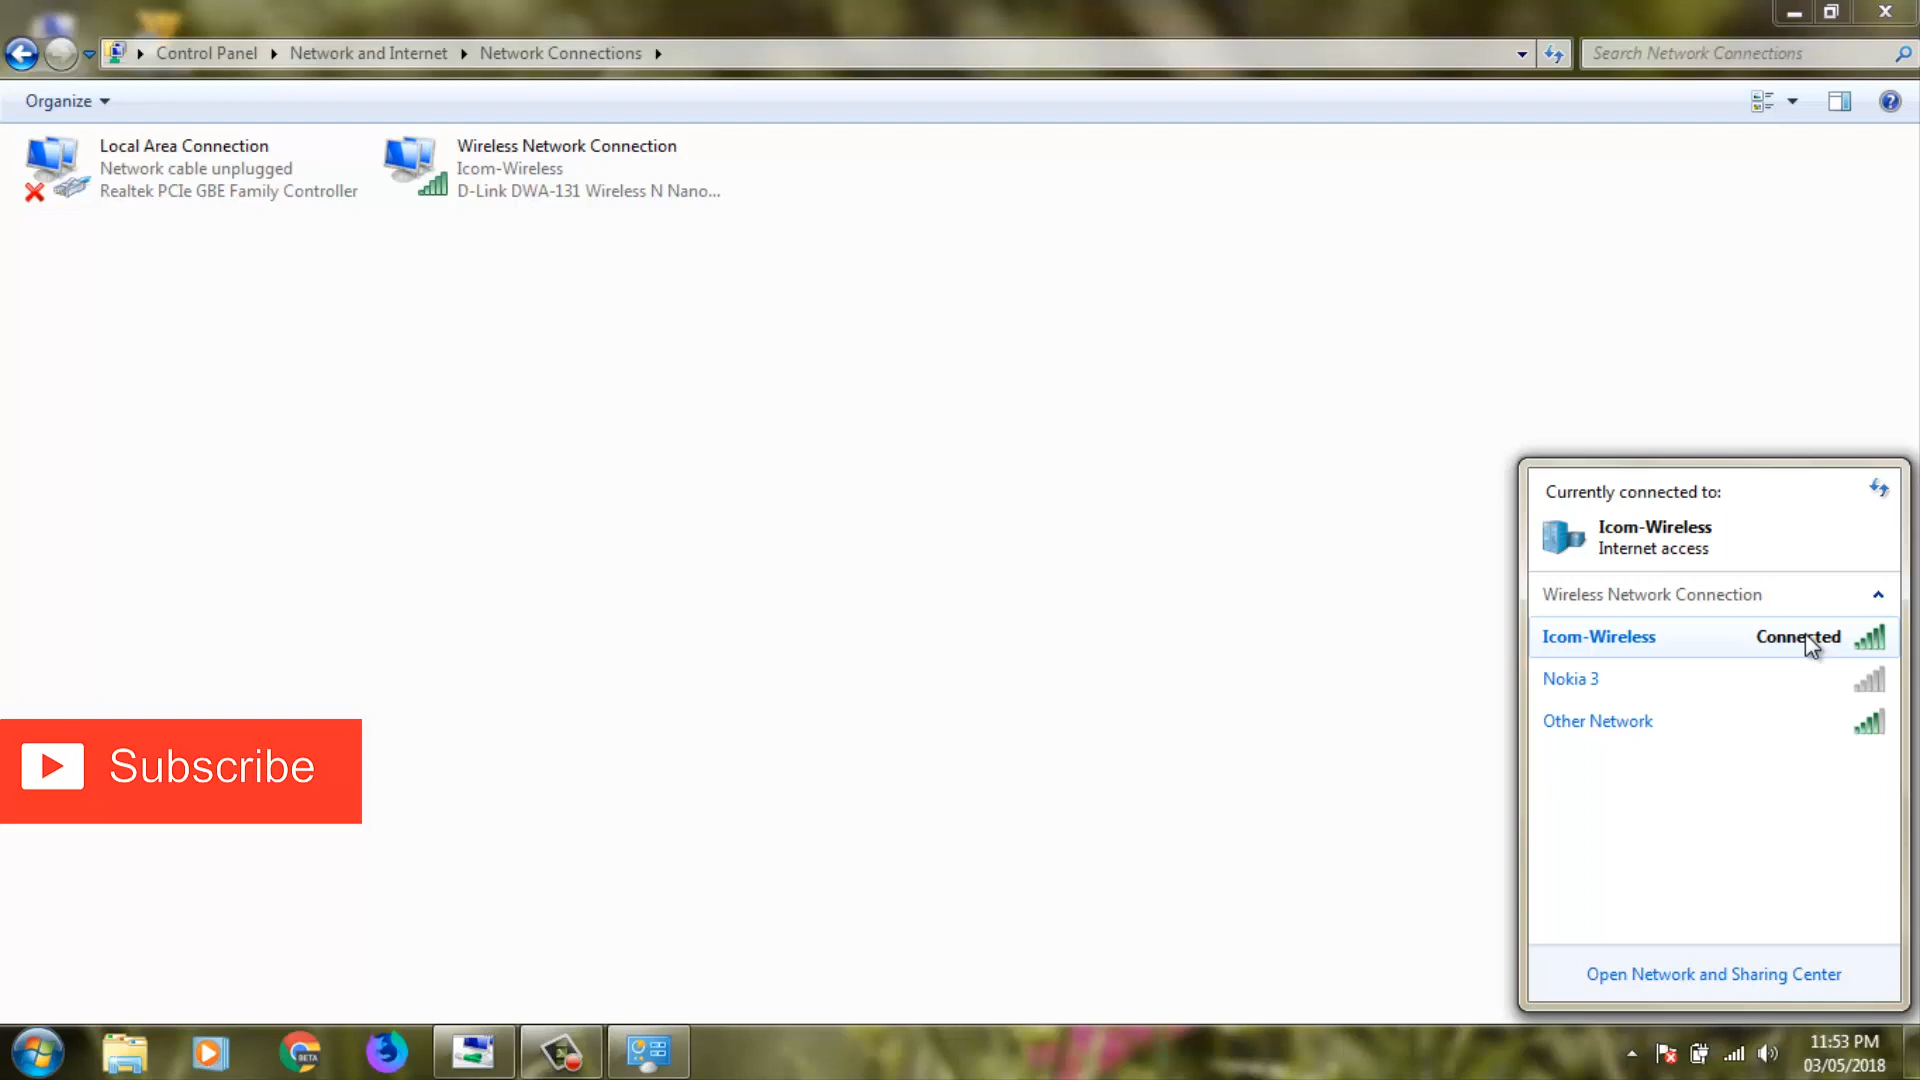 Control Panel Network and Internet Network Connections
Search Network Connections
Organize
Local Area Connection
Network cable unplugged
Realtek PCIe GBE Family Controller
Wireless Network Connection
Icom-Wireless
D-Link DWA-131 Wireless N Nano...
Currently connected to:
Icom-Wireless
Internet access
Wireless Network Connection
Icom-Wireless Connected
Nokia 3
Other Network
Open Network and Sharing Center
Subscribe
BETA
11:53 PM
03/05/2018